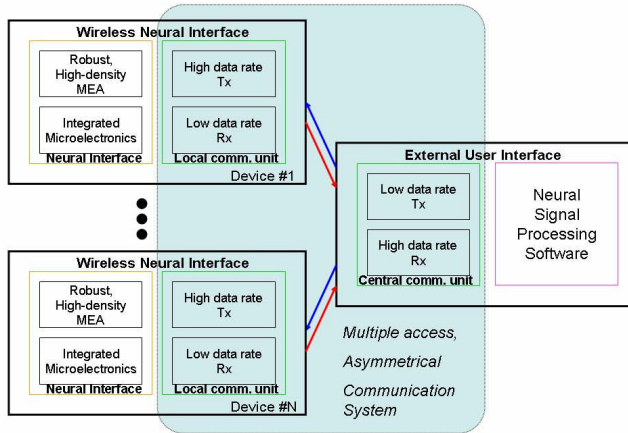 Wireless Neural Interface
Robust,
High-density
MEA
Integrated
Microelectronics
Neural Interface
High data rate
Tx
Low data rate
Rx
Local comm. unit
Device #1
External User Interface
Low data rate
Tx
High data rate
Rx
Central comm. unit
Neural
Signal
Processing
Software
Wireless Neural Interface
Robust,
High-density
MEA
Integrated
Microelectronics
Neural Interface
High data rate
Tx
Low data rate
Rx
Local comm. unit
Device #N
Multiple access,
Asymmetrical
Communication
System